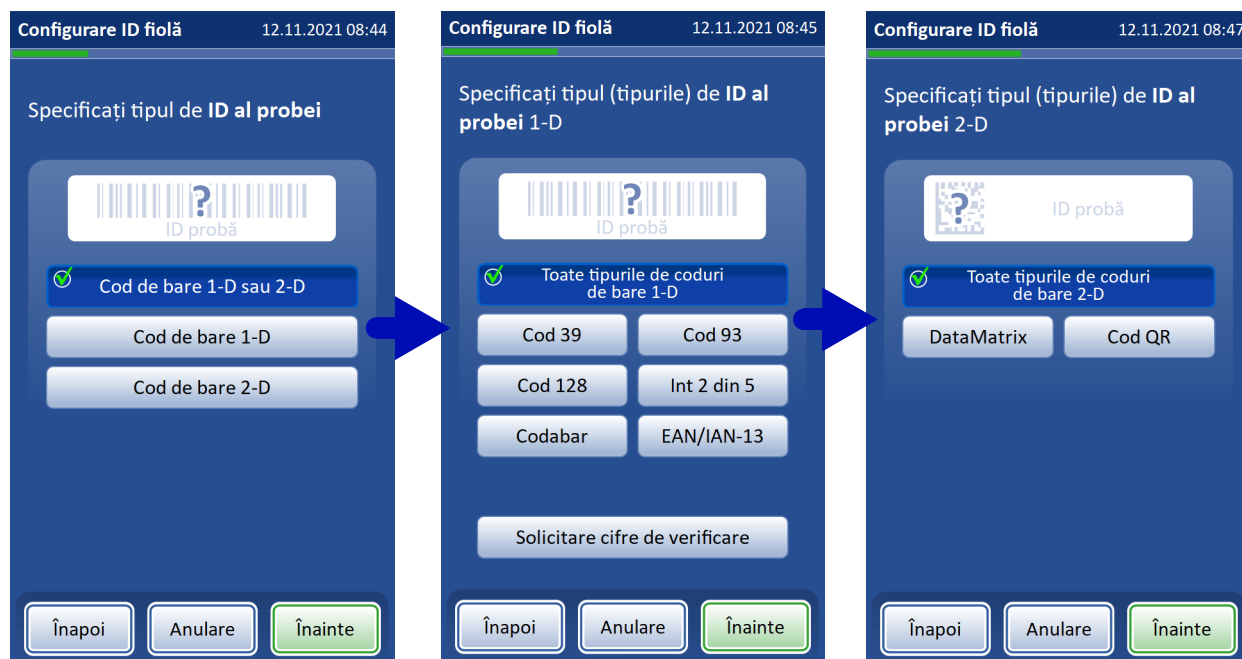 Configurare ID fiolă 12.11.2021 08:44
Specificați tipul de ID al probei
?
ID probă
Cod de bare 1-D sau 2-D
Cod de bare 1-D
Cod de bare 2-D
Înapoi Anulare Înainte
Configurare ID fiolă 12.11.2021 08:45
Specificați tipul (tipurile) de ID al
probei 1-D
?
ID probă
Toate tipurile de coduri
de bare 1-D
Cod 39 Cod 93
Cod 128 Int 2 din 5
Codabar EAN/IAN-13
Solicitare cifre de verificare
Înapoi Anulare Înainte
Configurare ID fiolă 12.11.2021 08:47
Specificați tipul (tipurile) de ID al
probei 2-D
?
ID probă
Toate tipurile de coduri
de bare 2-D
DataMatrix Cod QR
Înapoi Anulare Înainte